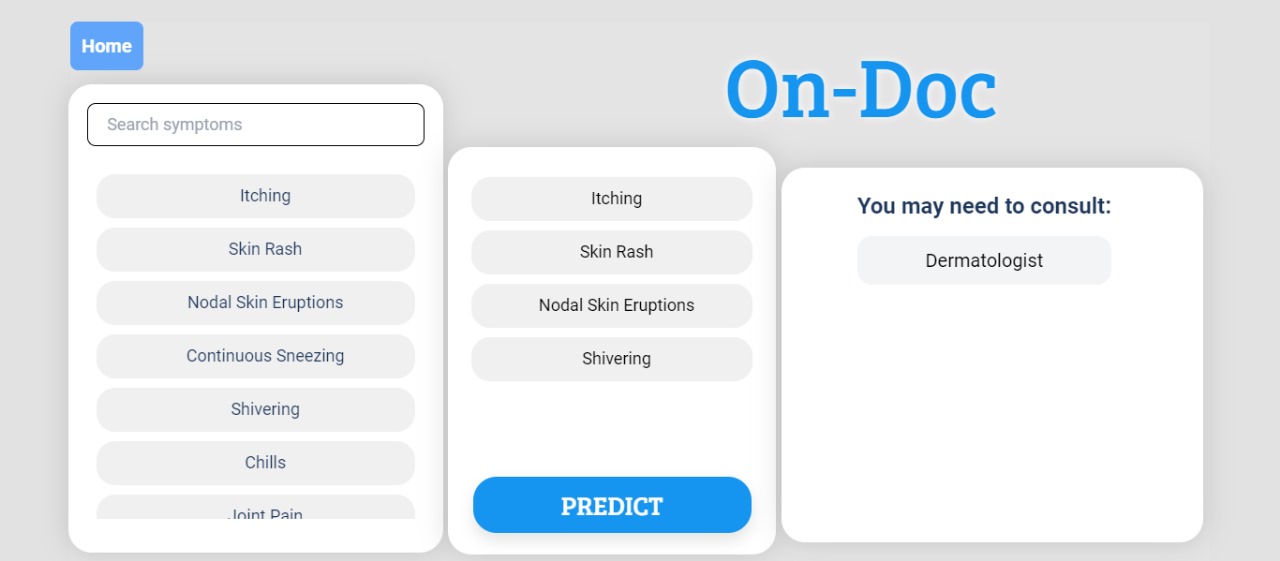 Home
On-Doc
Search symptoms
Itching
Skin Rash
Nodal Skin Eruptions
Continuous Sneezing
Shivering
Chills
Joint Pain
Itching
Skin Rash
Nodal Skin Eruptions
Shivering
PREDICT
You may need to consult:
Dermatologist